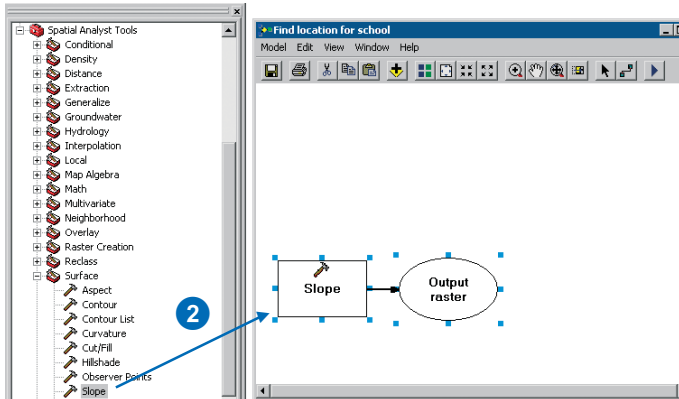 Spatial Analyst Tools
Conditional
Density
Distance
Extraction
Generalize
Groundwater
Hydrology
Interpolation
Local
Map Algebra
Math
Multivariate
Neighborhood
Overlay
Raster Creation
Reclass
Surface
Aspect
Contour
Contour List
Curvature
Cut/Fill
Hillshade
Observer Points
Slope
2
Find location for school
Model Edit View Window Help
Slope
Output
raster